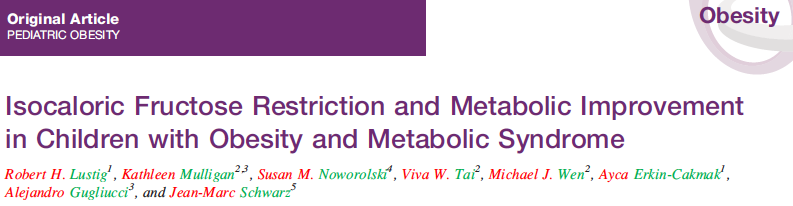 Original Article
PEDIATRIC OBESITY
Obesity
Isocaloric Fructose Restriction and Metabolic Improvement
in Children with Obesity and Metabolic Syndrome
Robert H. Lustig¹, Kathleen Mulligan²,³, Susan M. Noworolski⁴, Viva W. Tai², Michael J. Wen², Ayca Erkin-Cakmak¹,
Alejandro Gugliucci³, and Jean-Marc Schwarz⁵